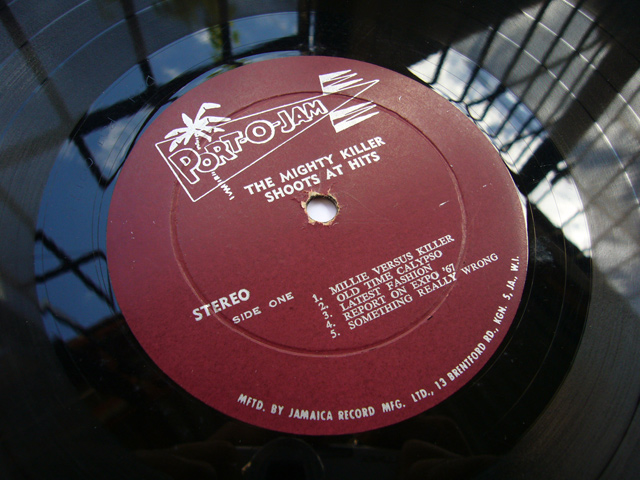 PORT-O-JAM
THE MIGHTY KILLER
SHOOTS AT HITS
STEREO
SIDE ONE
1. MILLIE VERSUS KILLER
2. OLD TIME CALYPSO
3. LATEST FASHION
4. REPORT ON EXPO '67
5. SOMETHING REALLY WRONG
MFTD. BY JAMAICA RECORD MFG. LTD., 13 BRENTFORD RD., KGN. 5, JA., W.I.